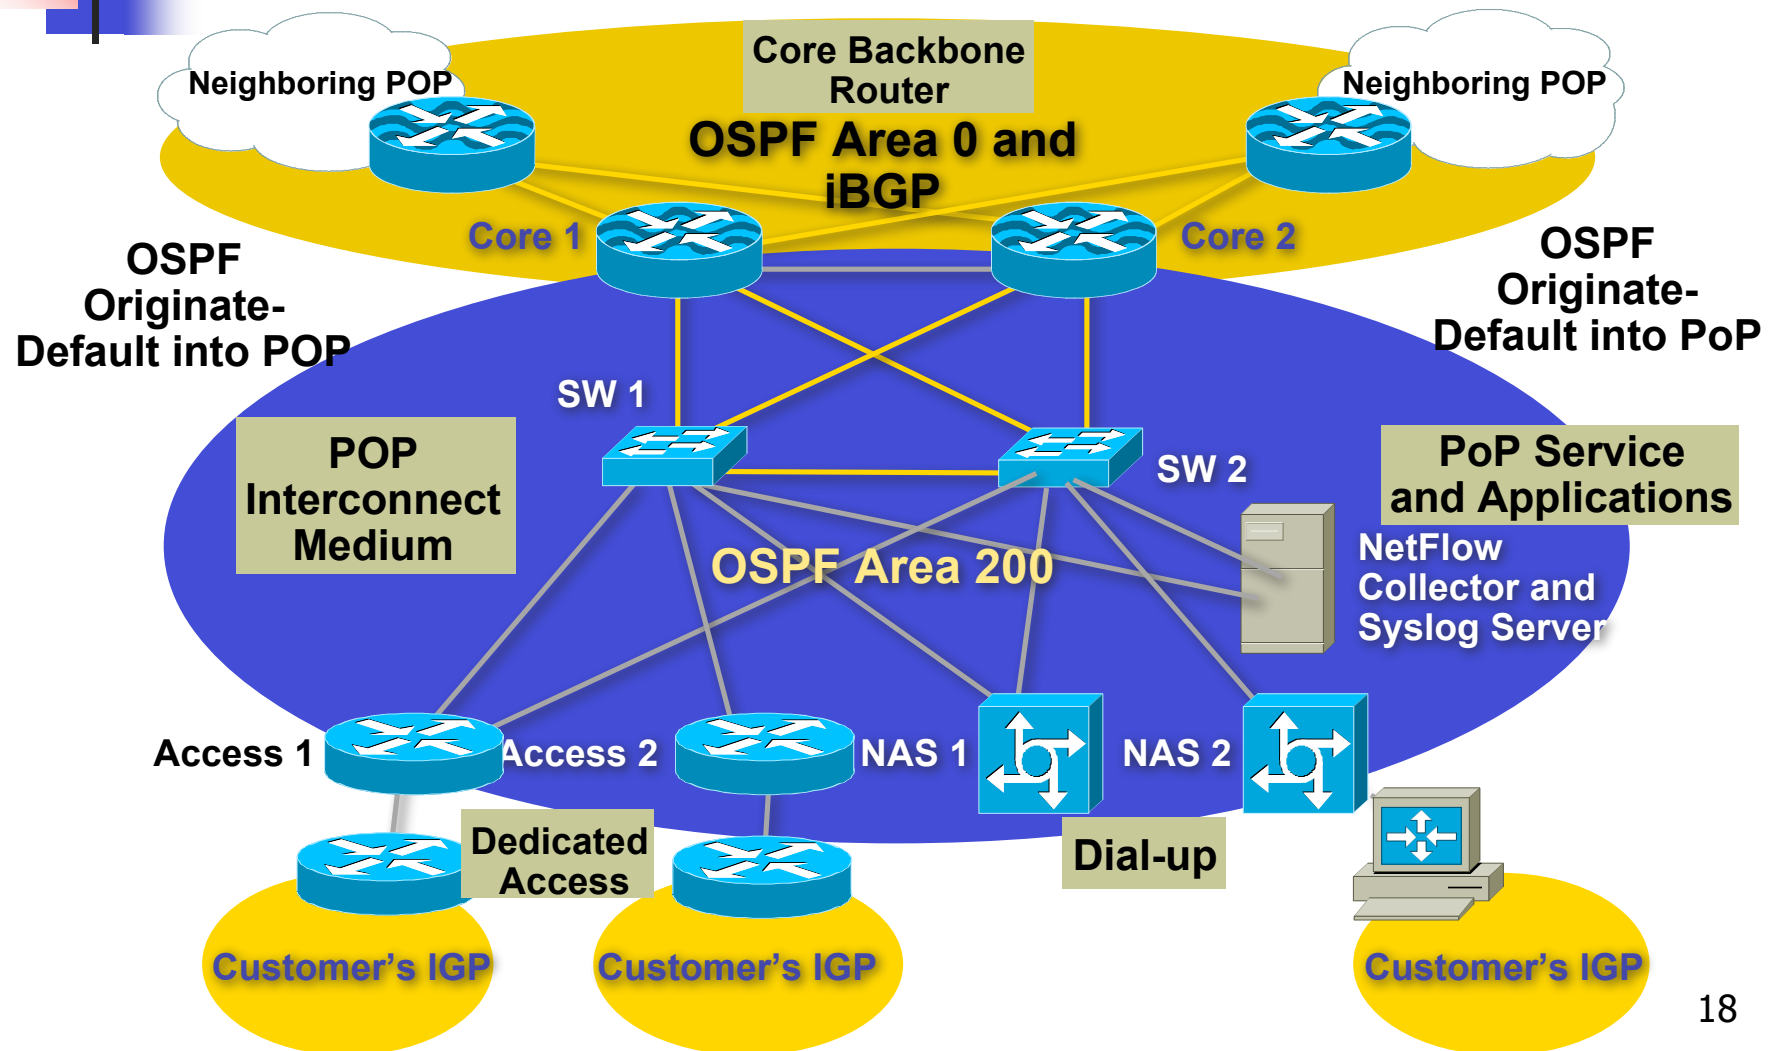 Neighboring POP
Core Backbone
Router
Neighboring POP
OSPF Area 0 and
iBGP
Core 1
Core 2
OSPF
Originate-
Default into POP
OSPF
Originate-
Default into PoP
SW 1
SW 2
POP
Interconnect
Medium
PoP Service
and Applications
OSPF Area 200
NetFlow
Collector and
Syslog Server
Access 1
Access 2
NAS 1
NAS 2
Dedicated
Access
Dial-up
Customer’s IGP
Customer’s IGP
Customer’s IGP
18